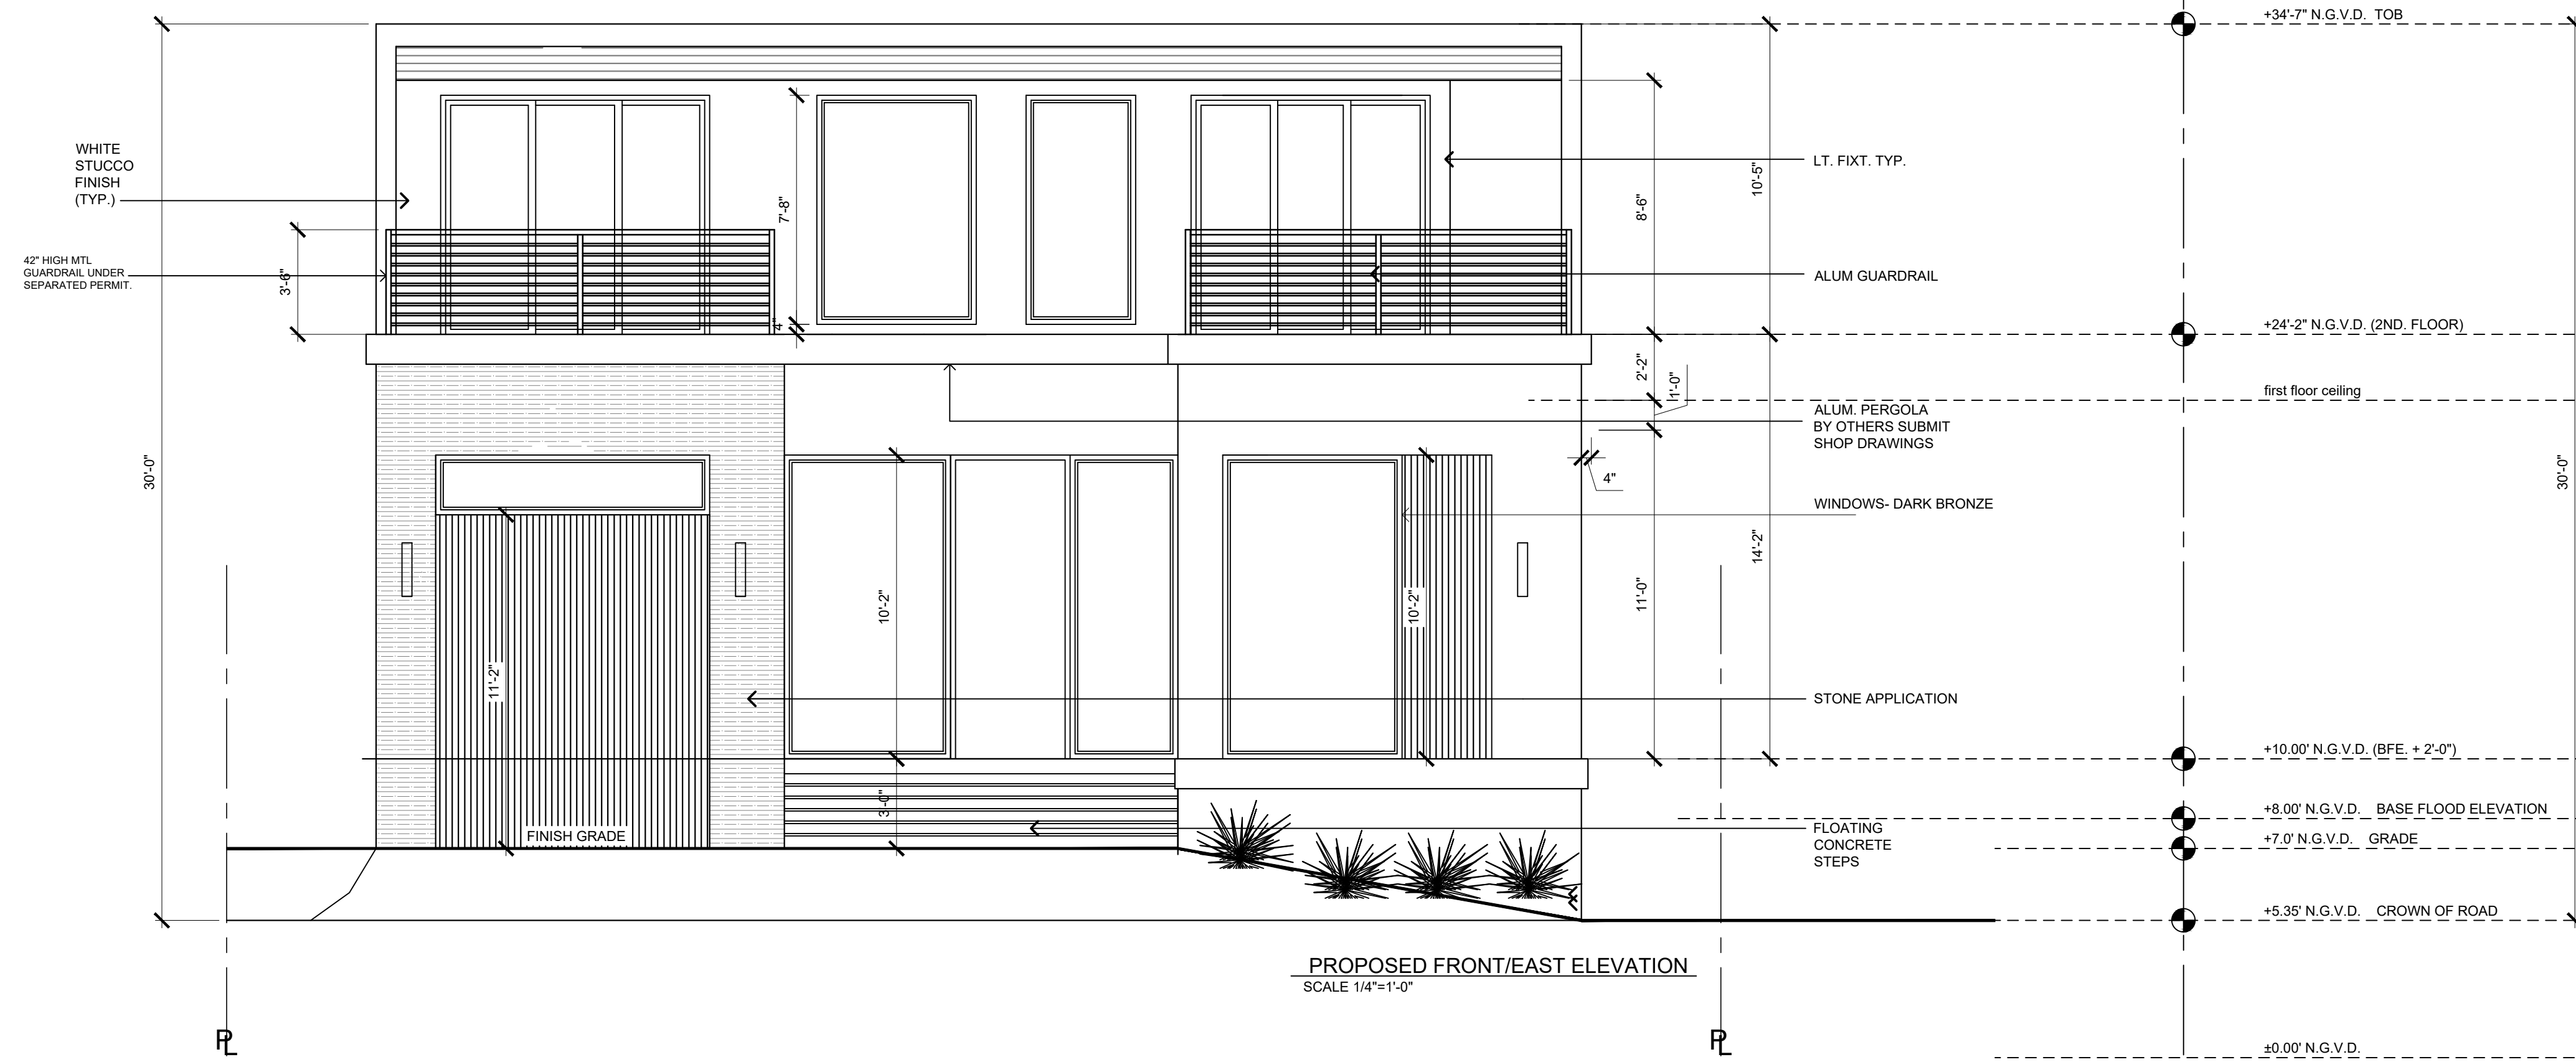 +34'-7" N.G.V.D.  TOB
WHITE
STUCCO
FINISH
(TYP.)
LT. FIXT. TYP.
10'-5"
7'-8"
8'-6"
42" HIGH MTL
GUARDRAIL UNDER
SEPARATED PERMIT.
3'-6"
ALUM GUARDRAIL
4"
+24'-2" N.G.V.D. (2ND. FLOOR)
2'-2"
1'-0"
first floor ceiling
ALUM. PERGOLA
BY OTHERS SUBMIT
SHOP DRAWINGS
30'-0"
4"
30'-0"
WINDOWS- DARK BRONZE
14'-2"
10'-2"
10'-2"
11'-0"
11'-2"
STONE APPLICATION
+10.00' N.G.V.D. (BFE. + 2'-0")
3'-0"
+8.00' N.G.V.D.    BASE FLOOD ELEVATION
FINISH GRADE
FLOATING
CONCRETE
STEPS
+7.0' N.G.V.D.    GRADE
+5.35' N.G.V.D.    CROWN OF ROAD
PROPOSED FRONT/EAST ELEVATION
SCALE 1/4"=1'-0"
PL
PL
±0.00' N.G.V.D.